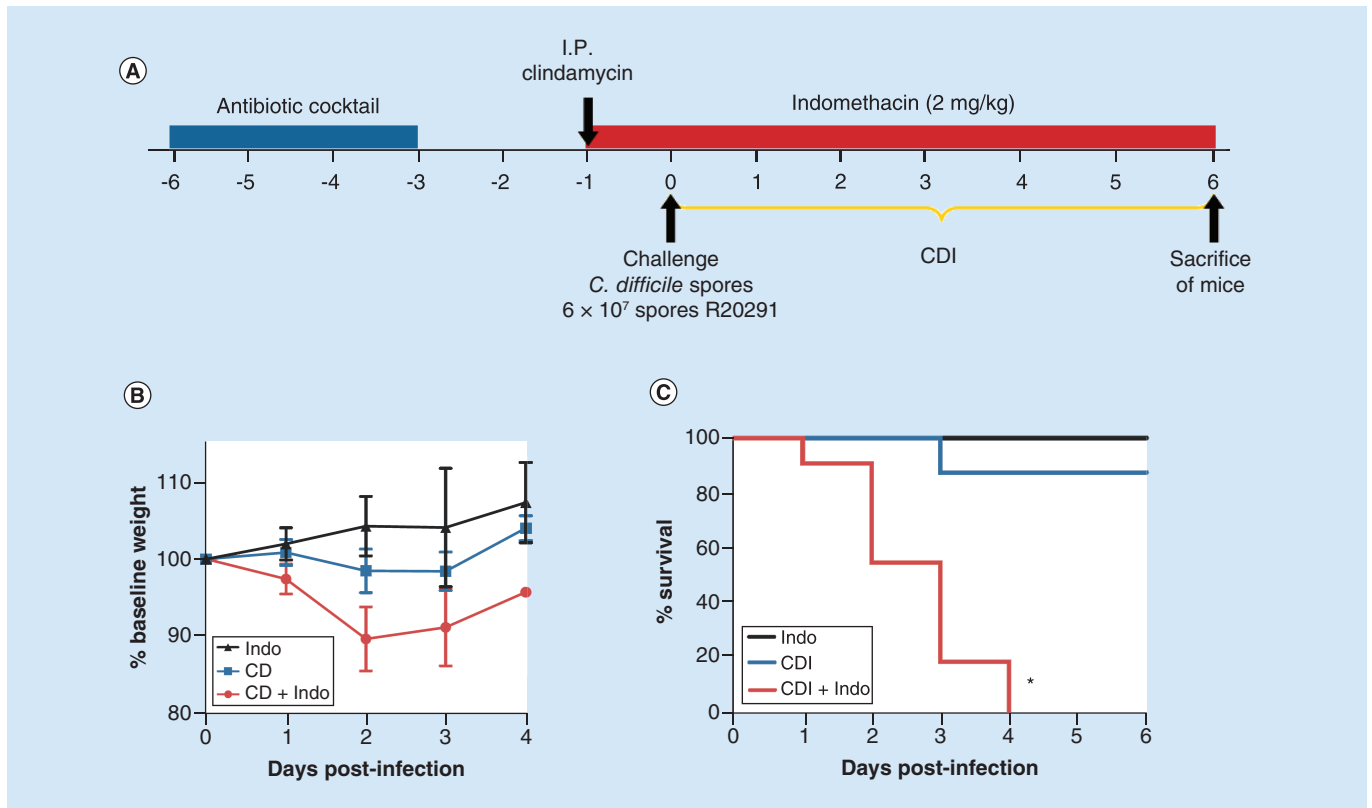 A
I.P.
clindamycin
Antibiotic cocktail
Indomethacin (2 mg/kg)
-6 -5 -4 -3 -2 -1 0 1 2 3 4 5 6
Challenge
C. difficile spores
6 × 10⁷ spores R20291
CDI
Sacrifice
of mice
B
% baseline weight
110
100
90
80
Indo
CD
CD + Indo
0 1 2 3 4
Days post-infection
C
% survival
100
80
60
40
20
0
Indo
CDI
CDI + Indo
*
0 1 2 3 4 5 6
Days post-infection